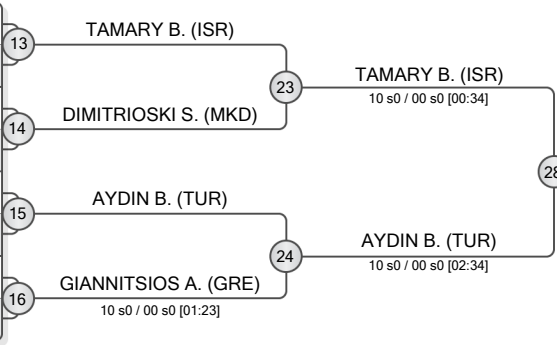 TAMARY B. (ISR)
13
23
TAMARY B. (ISR)
10 s0 / 00 s0 [00:34]
DIMITRIOSKI S. (MKD)
14
28
AYDIN B. (TUR)
15
24
AYDIN B. (TUR)
10 s0 / 00 s0 [02:34]
GIANNITSIOS A. (GRE)
16
10 s0 / 00 s0 [01:23]